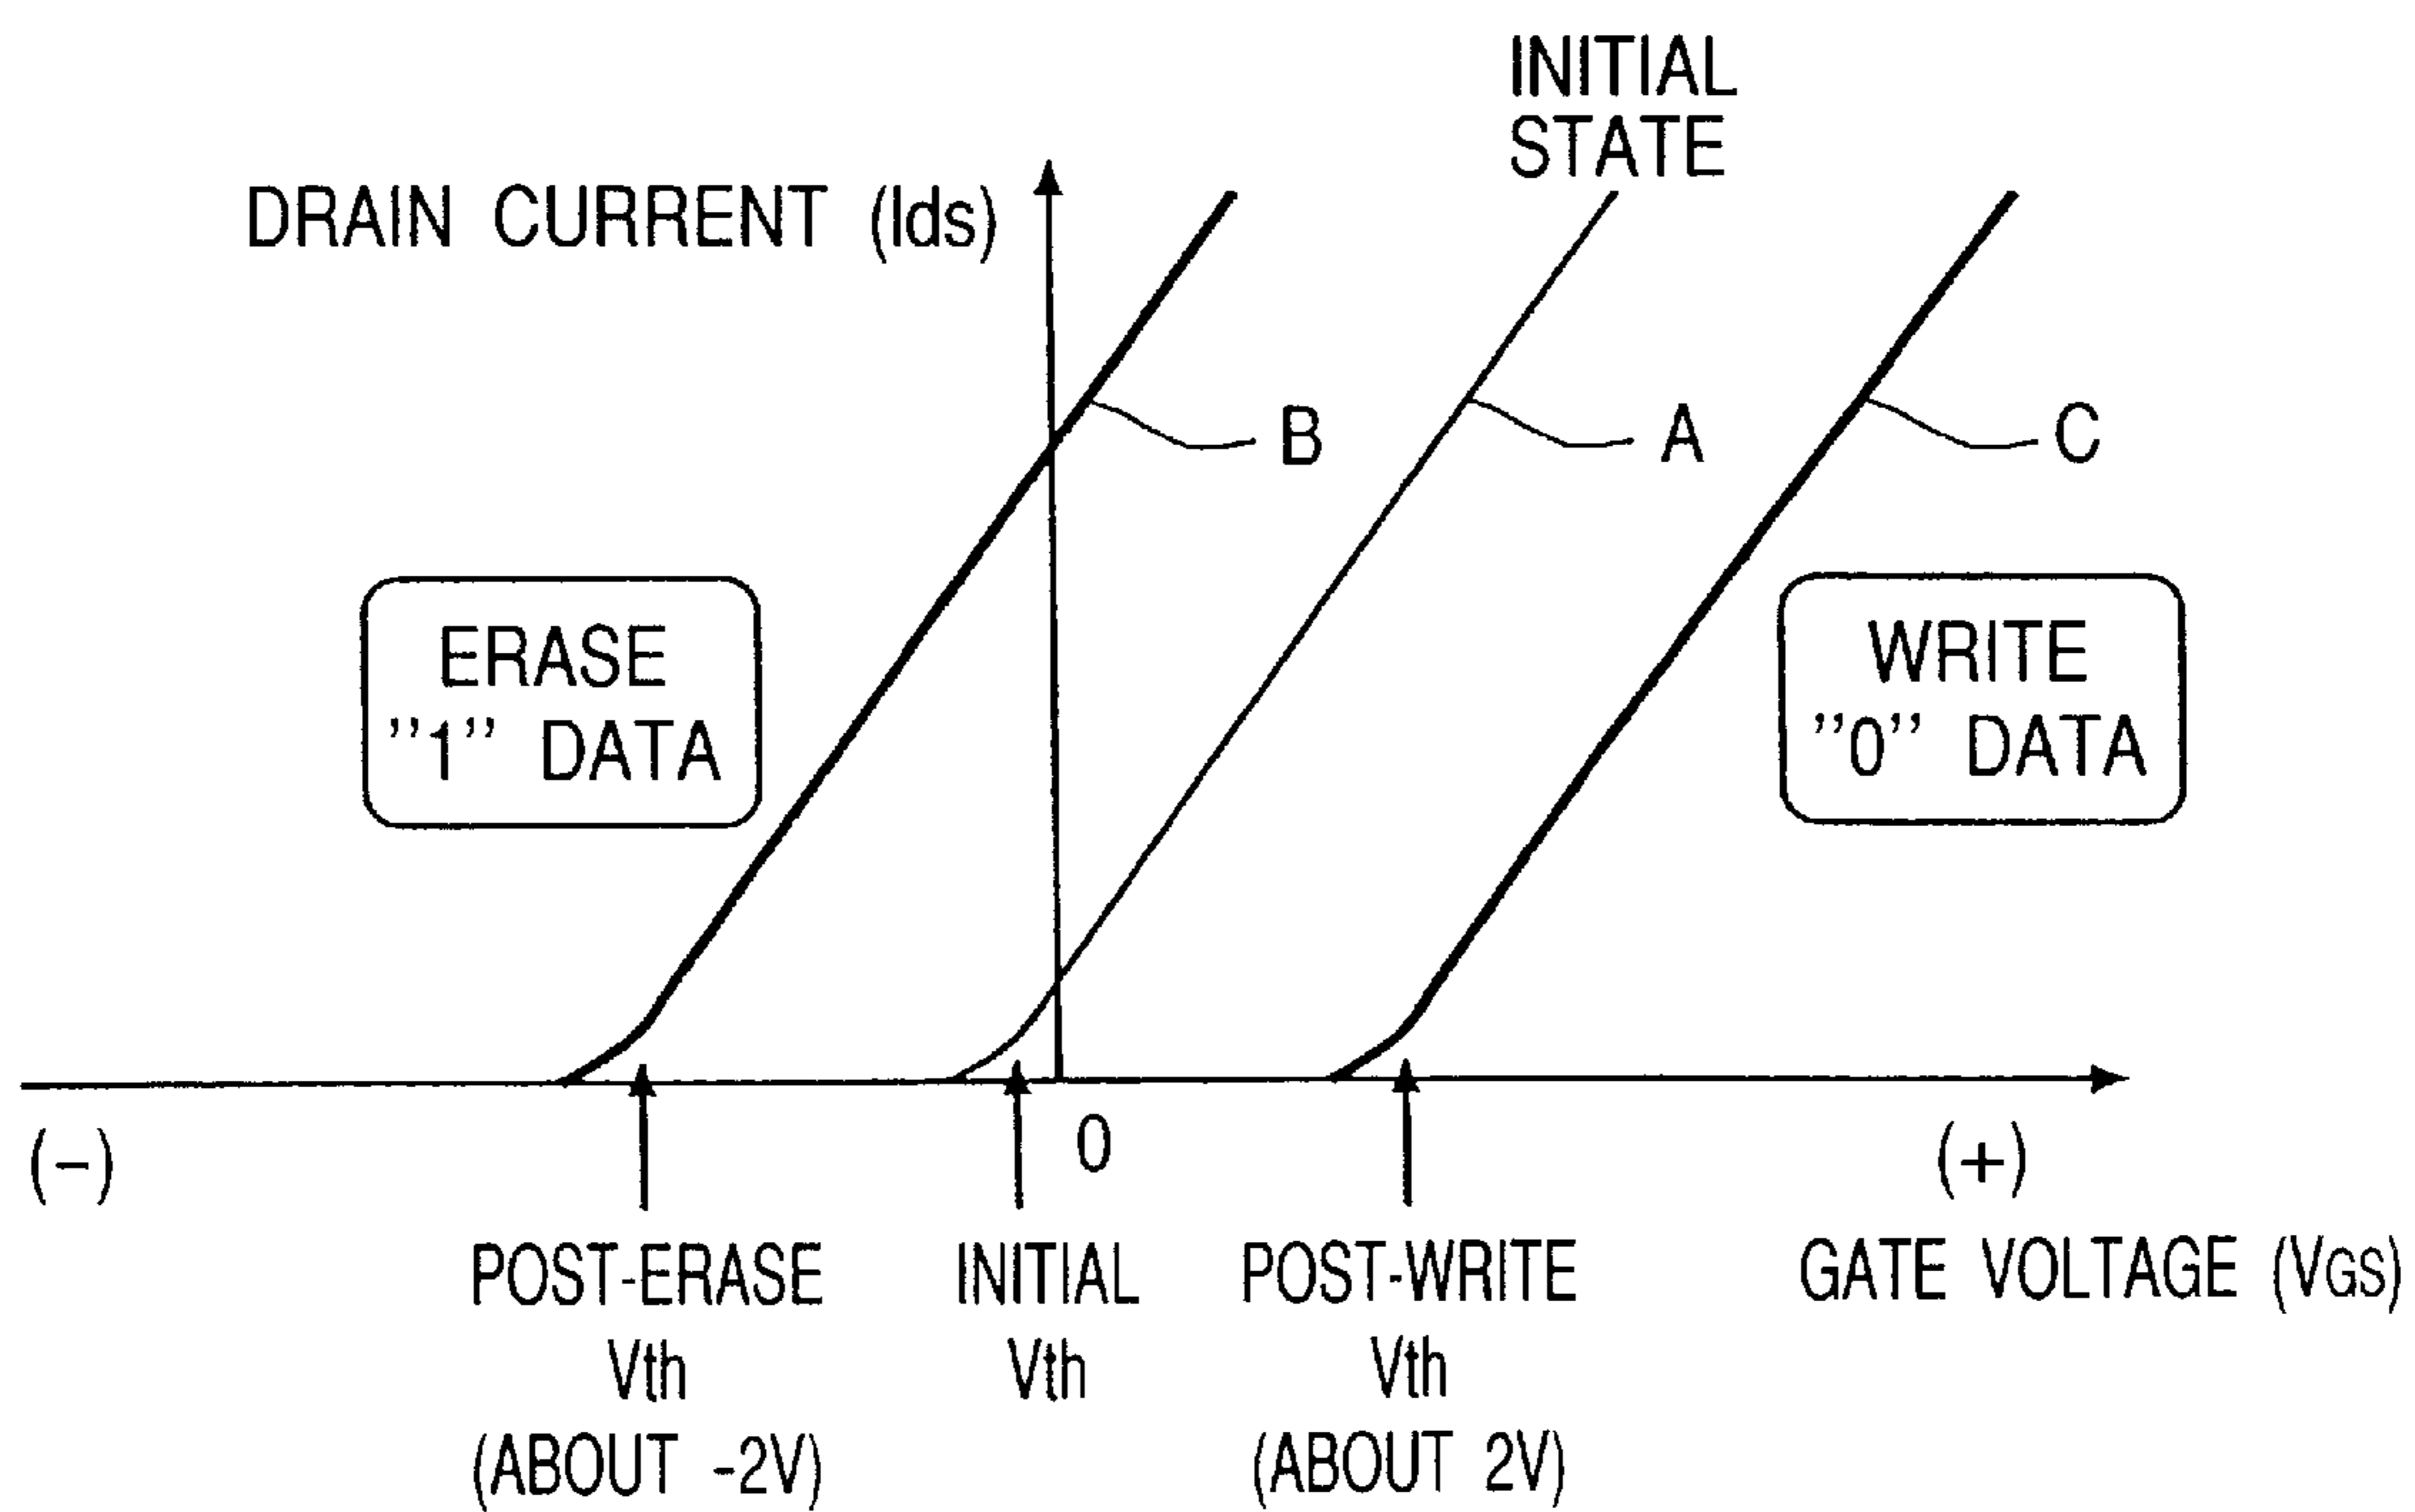 INITIAL
STATE
DRAIN CURRENT (Ids)
B
A
C
ERASE
"1" DATA
WRITE
"0" DATA
(-)
0
(+)
POST-ERASE
Vth
(ABOUT -2V)
INITIAL
Vth
POST-WRITE
Vth
(ABOUT 2V)
GATE VOLTAGE (VGS)